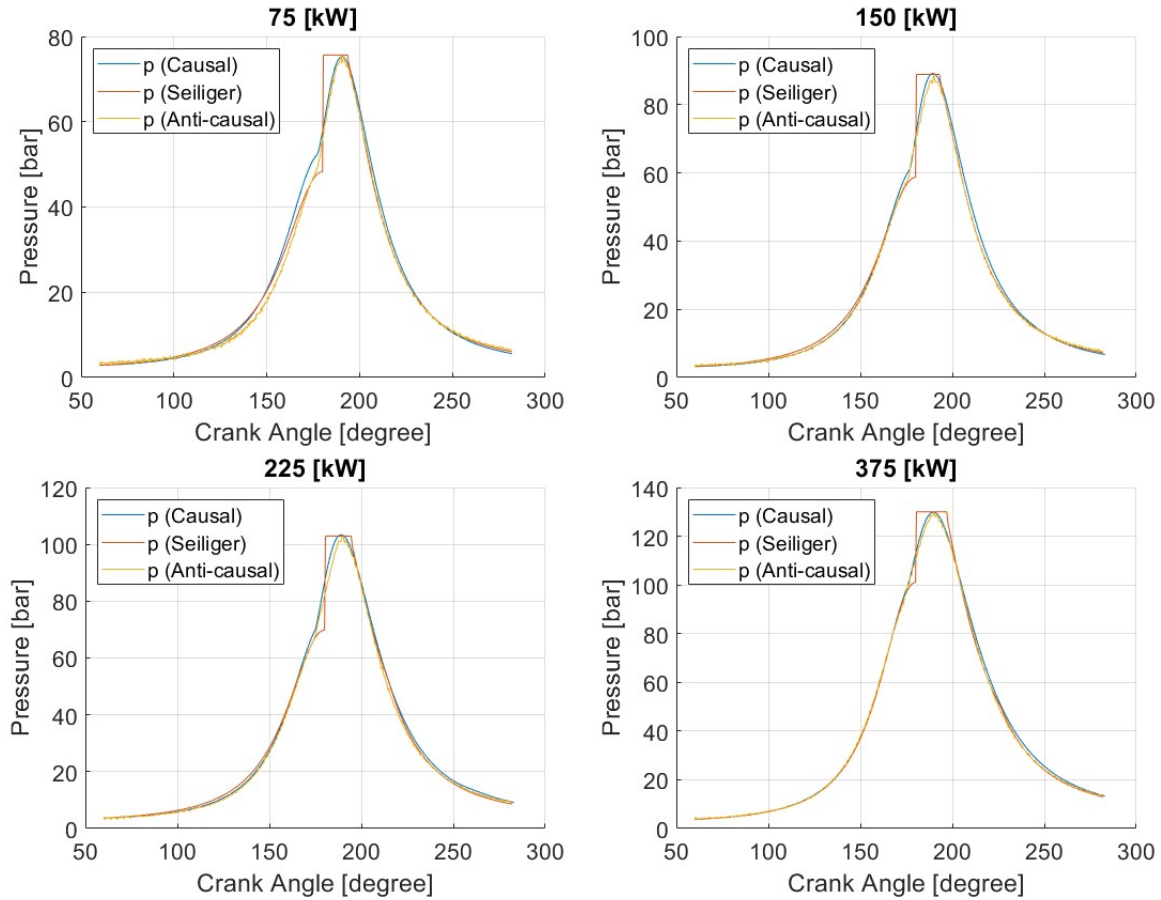 75 [kW]
80
60
40
20
0
Pressure [bar]
p (Causal)
p (Seiliger)
p (Anti-causal)
50 100 150 200 250 300
Crank Angle [degree]
150 [kW]
100
80
60
40
20
0
Pressure [bar]
p (Causal)
p (Seiliger)
p (Anti-causal)
50 100 150 200 250 300
Crank Angle [degree]
225 [kW]
120
100
80
60
40
20
0
Pressure [bar]
p (Causal)
p (Seiliger)
p (Anti-causal)
50 100 150 200 250 300
Crank Angle [degree]
375 [kW]
140
120
100
80
60
40
20
0
Pressure [bar]
p (Causal)
p (Seiliger)
p (Anti-causal)
50 100 150 200 250 300
Crank Angle [degree]